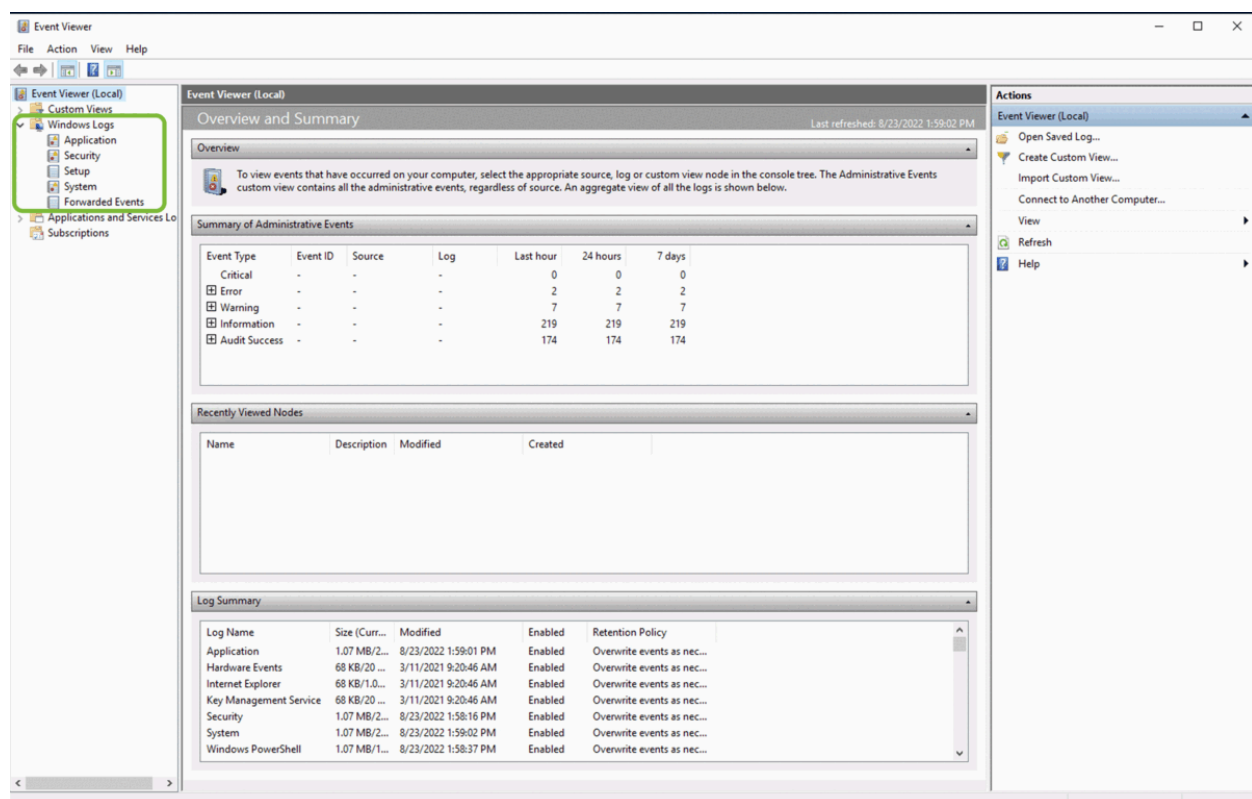 Event Viewer
File Action View Help
Event Viewer (Local)
Custom Views
Windows Logs
Application
Security
Setup
System
Forwarded Events
Applications and Services Lo
Subscriptions
Event Viewer (Local)
Overview and Summary Last refreshed: 8/23/2022 1:59:02 PM
Overview
To view events that have occurred on your computer, select the appropriate source, log or custom view node in the console tree. The Administrative Events
custom view contains all the administrative events, regardless of source. An aggregate view of all the logs is shown below.
Summary of Administrative Events
Event Type Event ID Source Log Last hour 24 hours 7 days
Critical - - - 0 0 0
Error - - - 2 2 2
Warning - - - 7 7 7
Information - - - 219 219 219
Audit Success - - - 174 174 174
Recently Viewed Nodes
Name Description Modified Created
Log Summary
Log Name Size (Curr... Modified Enabled Retention Policy
Application 1.07 MB/2... 8/23/2022 1:59:01 PM Enabled Overwrite events as nec...
Hardware Events 68 KB/20 ... 3/11/2021 9:20:46 AM Enabled Overwrite events as nec...
Internet Explorer 68 KB/1.0... 3/11/2021 9:20:46 AM Enabled Overwrite events as nec...
Key Management Service 68 KB/20 ... 3/11/2021 9:20:46 AM Enabled Overwrite events as nec...
Security 1.07 MB/2... 8/23/2022 1:58:16 PM Enabled Overwrite events as nec...
System 1.07 MB/2... 8/23/2022 1:59:02 PM Enabled Overwrite events as nec...
Windows PowerShell 1.07 MB/1... 8/23/2022 1:58:37 PM Enabled Overwrite events as nec...
Actions
Event Viewer (Local)
Open Saved Log...
Create Custom View...
Import Custom View...
Connect to Another Computer...
View
Refresh
Help